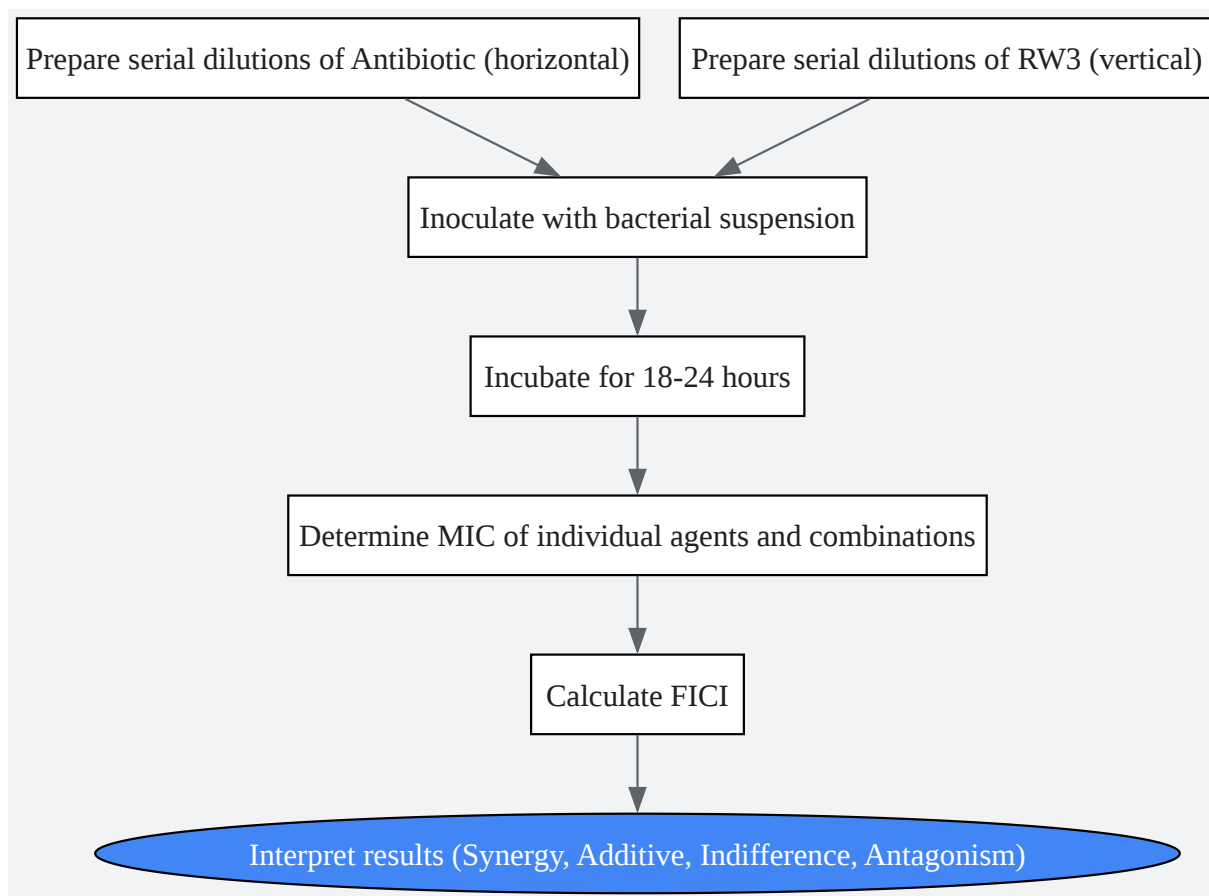 Prepare serial dilutions of Antibiotic (horizontal)
Prepare serial dilutions of RW3 (vertical)
Inoculate with bacterial suspension
Incubate for 18-24 hours
Determine MIC of individual agents and combinations
Calculate FICI
Interpret results (Synergy, Additive, Indifference, Antagonism)